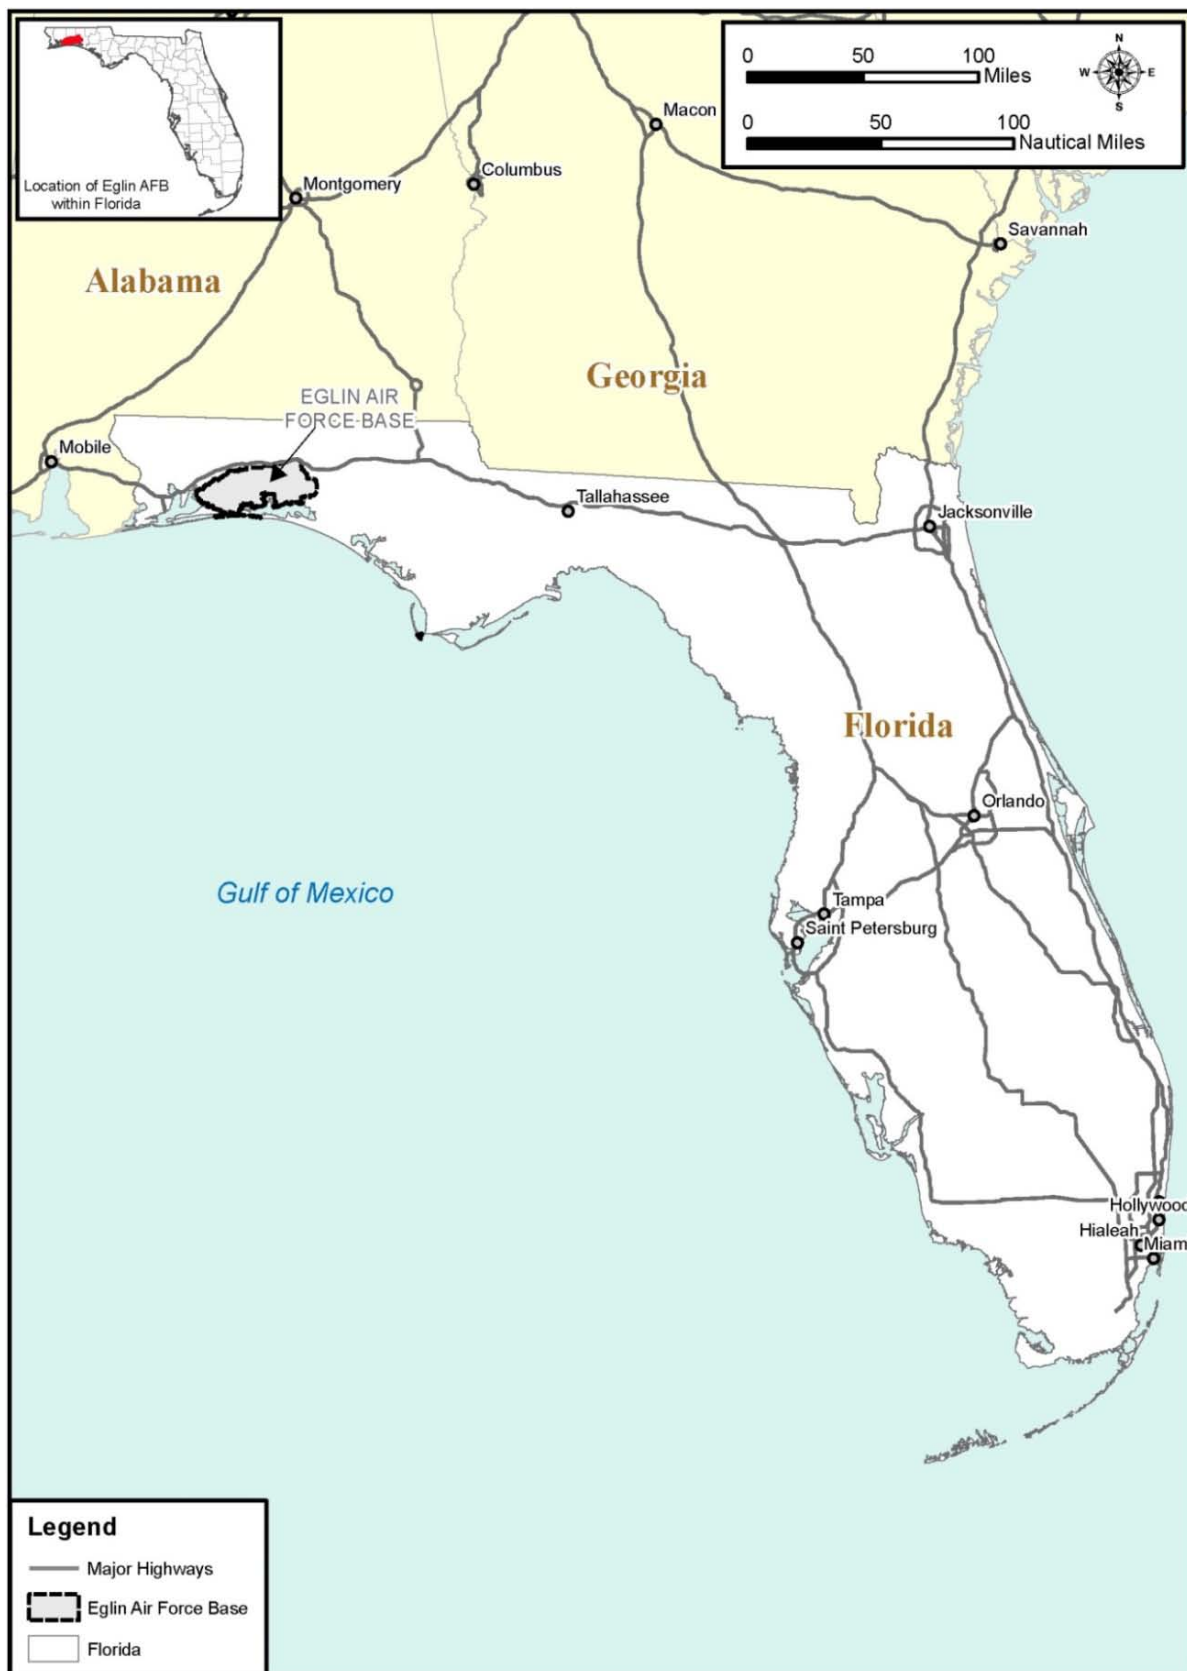 Location of Eglin AFB
within Florida
0 50 100
Miles
0 50 100
Nautical Miles
N
W E
S
Macon
Columbus
Montgomery
Savannah
Alabama
Georgia
EGLIN AIR
FORCE BASE
Mobile
Tallahassee
Jacksonville
Florida
Orlando
Gulf of Mexico
Tampa
Saint Petersburg
Hollywood
Hialeah
Miam
Legend
Major Highways
Eglin Air Force Base
Florida